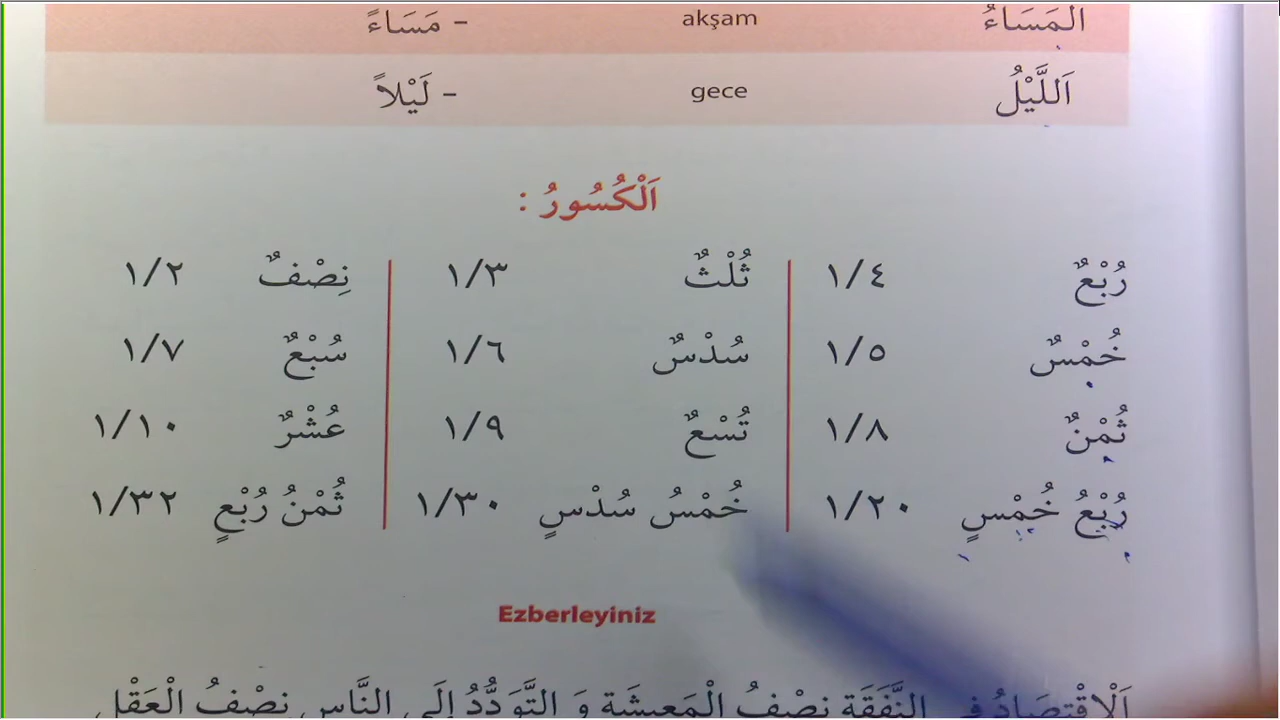 اَلْمَسَاءُ akşam - مَسَاءً
اَللَّيْلُ gece - لَيْلاً
اَلْكُسُورُ :
رُبْعٌ ١/٤ ثُلْثٌ ١/٣ نِصْفٌ ١/٢
خُمْسٌ ١/٥ سُدْسٌ ١/٦ سُبْعٌ ١/٧
ثُمْنٌ ١/٨ تُسْعٌ ١/٩ عُشْرٌ ١/١٠
رُبْعُ خُمْسٍ ١/٢٠ خُمْسُ سُدْسٍ ١/٣٠ ثُمْنُ رُبْعٍ ١/٣٢
Ezberleyiniz
اَلْاِقْتِصَادُ فِي النَّفَقَةِ نِصْفُ الْمَعِيشَةِ وَ التَّوَدُّدُ إِلَى النَّاسِ نِصْفُ الْعَقْلِ